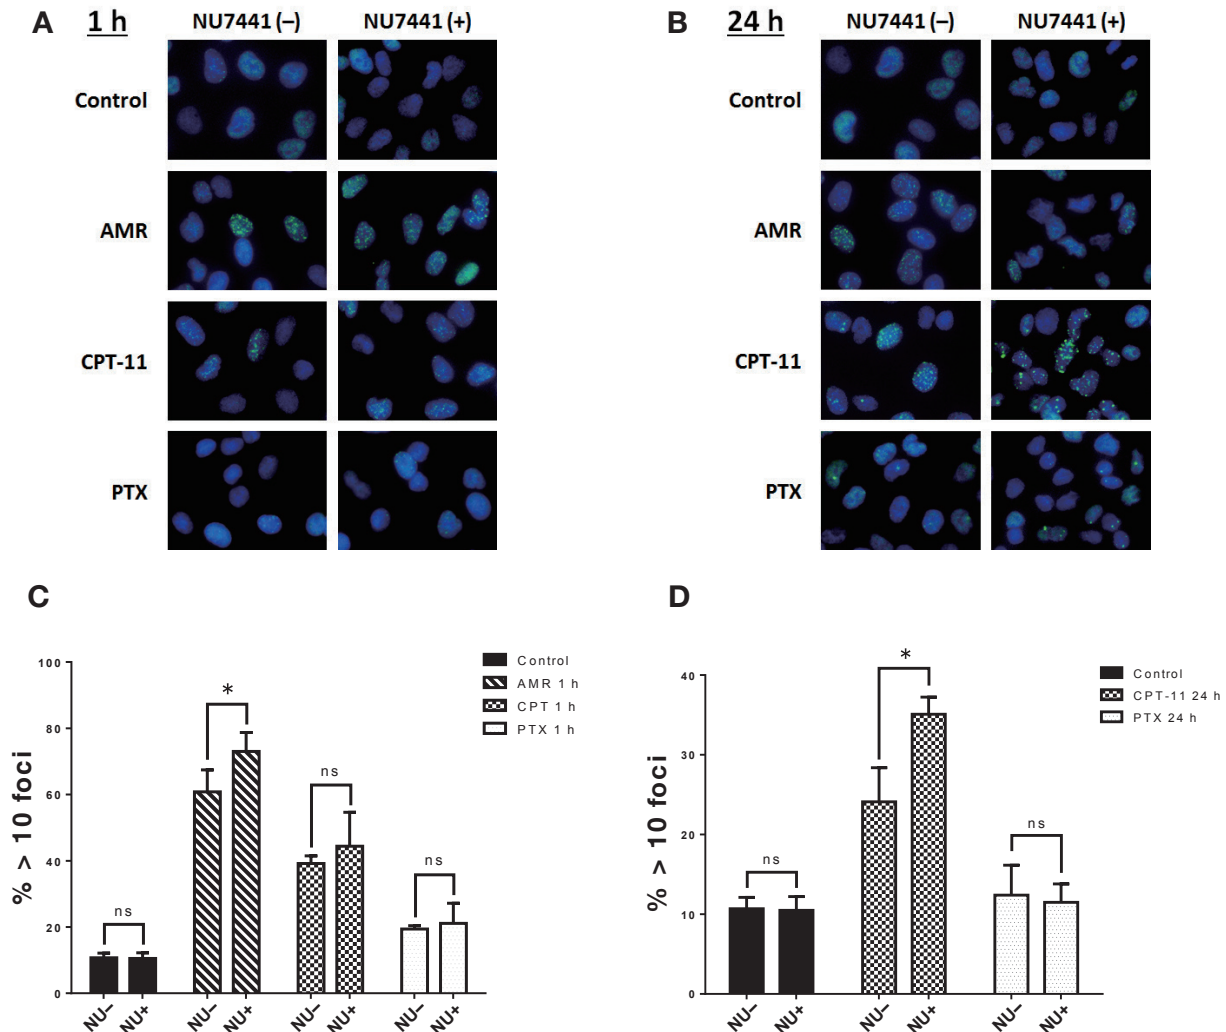 A 1 h NU7441 (–) NU7441 (+)
Control
AMR
CPT-11
PTX
B 24 h NU7441 (–) NU7441 (+)
Control
AMR
CPT-11
PTX
C
% > 10 foci
100
80
60
40
20
0
ns
*
ns
ns
Control
AMR 1 h
CPT 1 h
PTX 1 h
NU– NU+ NU– NU+ NU– NU+ NU– NU+
D
% > 10 foci
40
30
20
10
0
ns
*
ns
Control
CPT-11 24 h
PTX 24 h
NU– NU+ NU– NU+ NU– NU+